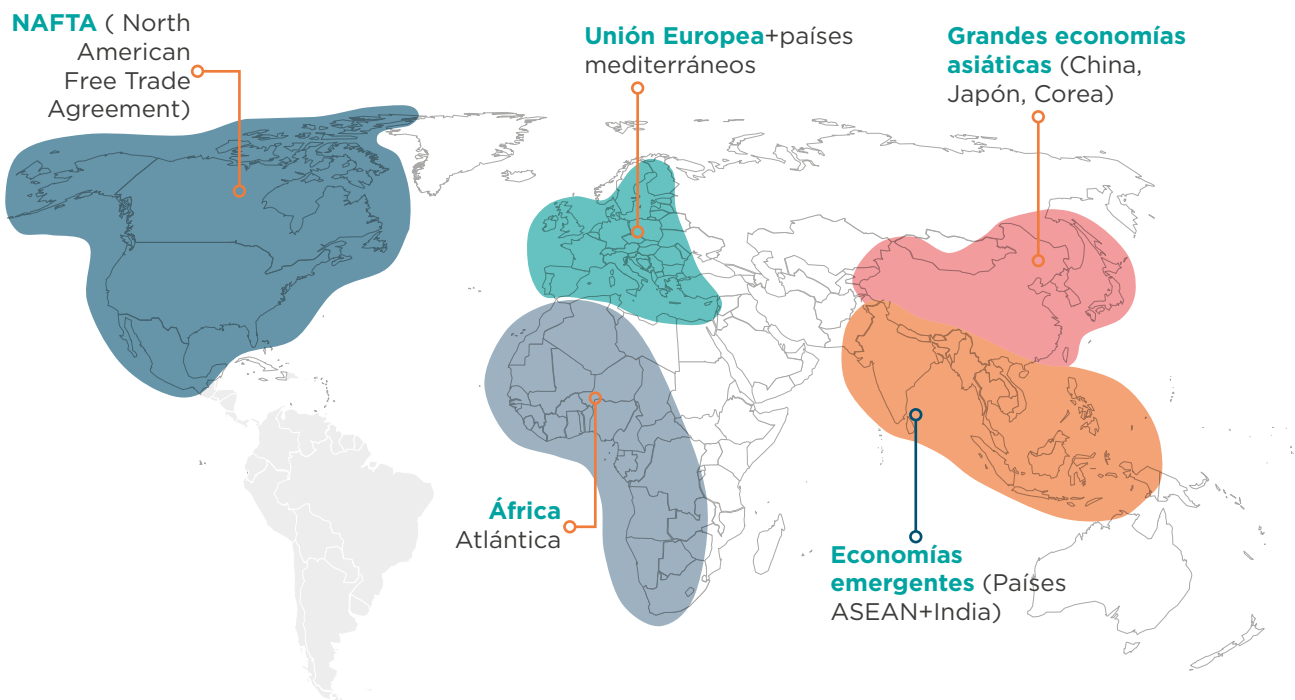 NAFTA ( North
American
Free Trade
Agreement)
Unión Europea+países
mediterráneos
Grandes economías
asiáticas (China,
Japón, Corea)
África
Atlántica
Economías
emergentes (Países
ASEAN+India)